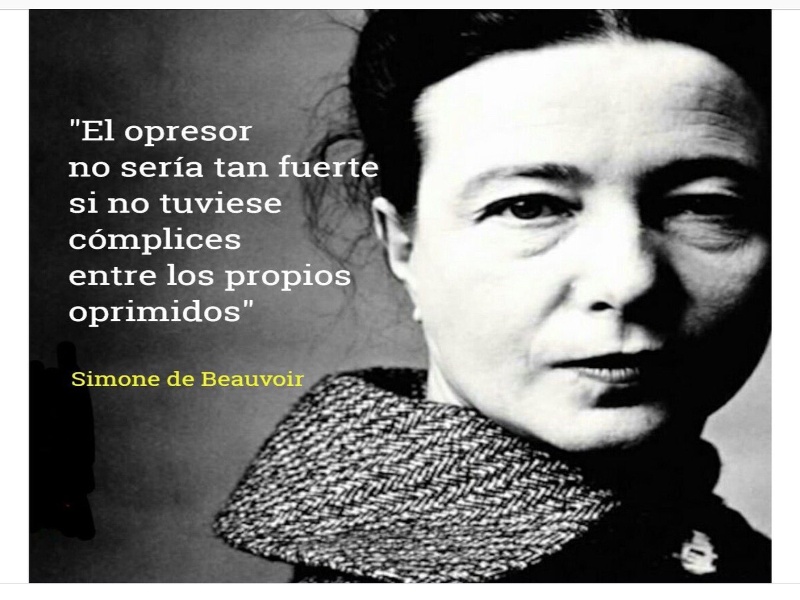 "El opresor
no sería tan fuerte
si no tuviese
cómplices
entre los propios
oprimidos"
Simone de Beauvoir